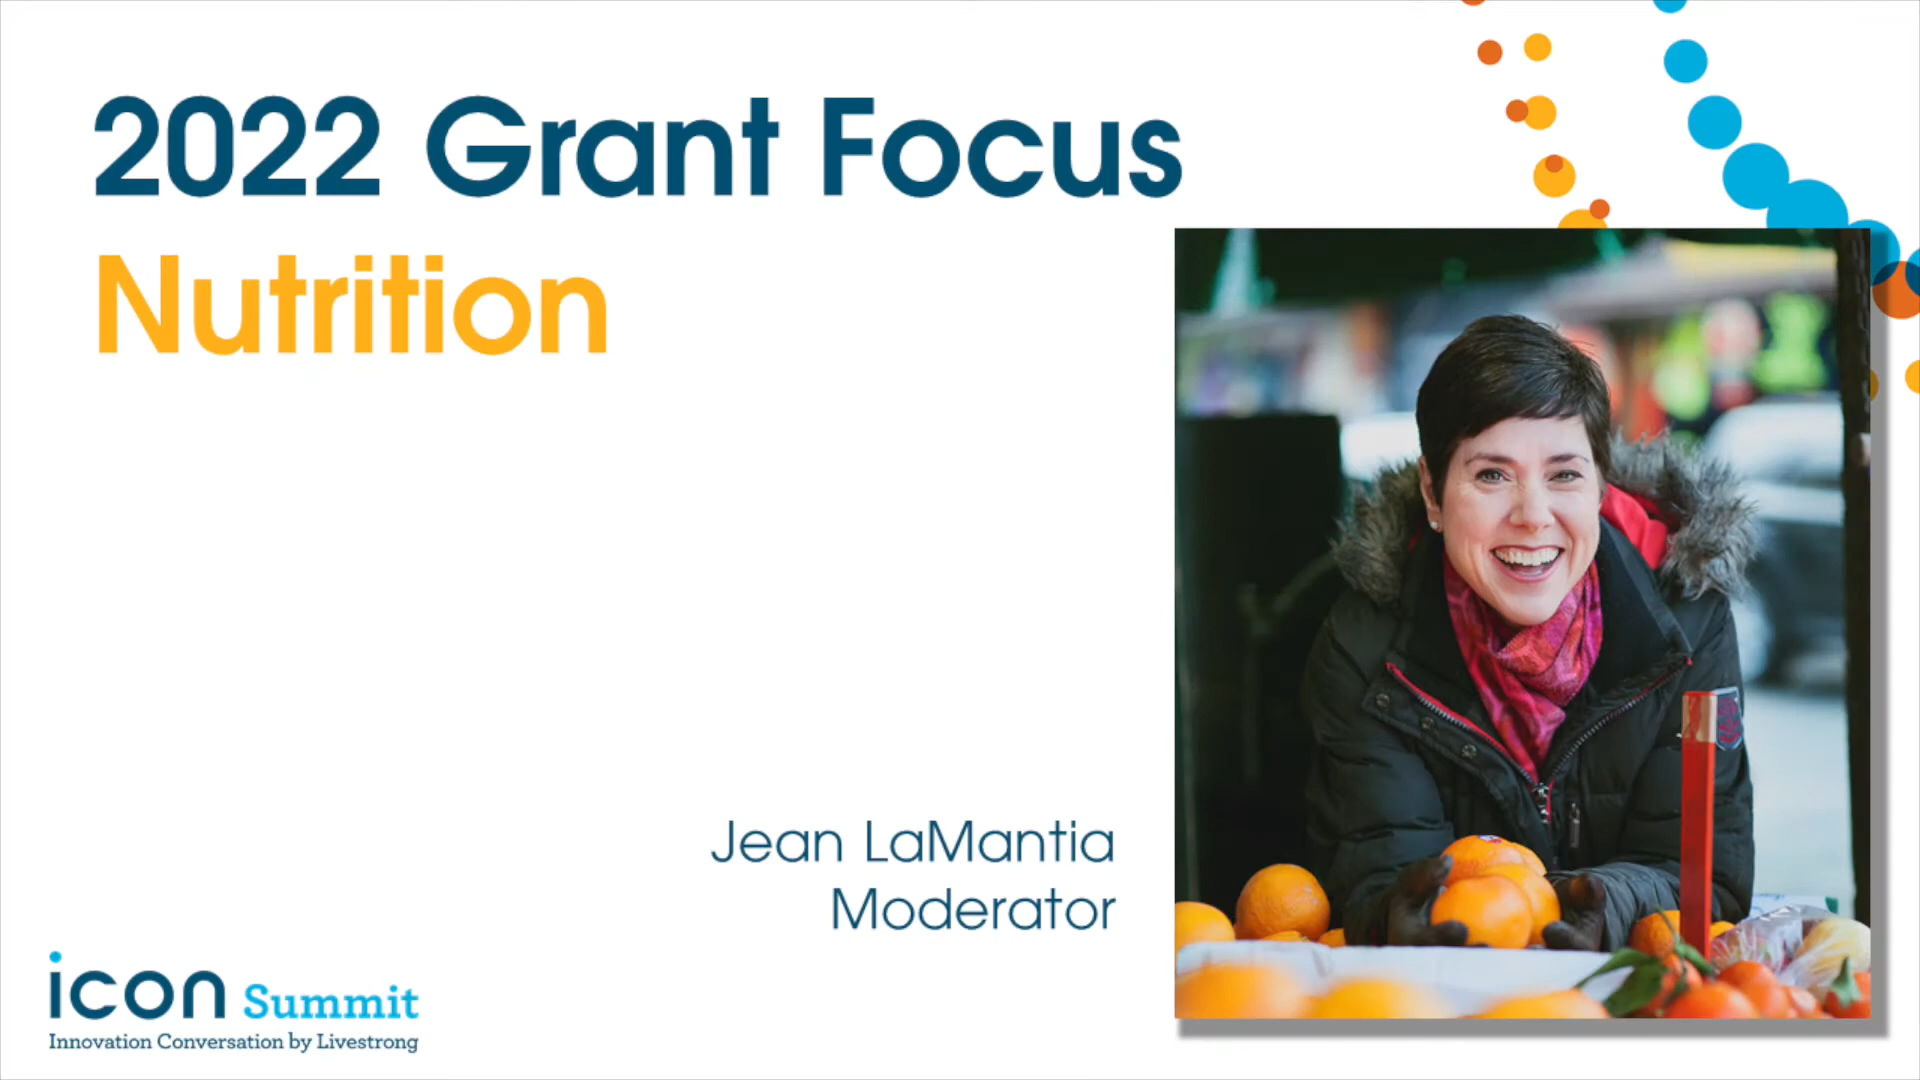 2022 Grant Focus
Nutrition
Jean LaMantia
Moderator
icon Summit
Innovation Conversation by Livestrong